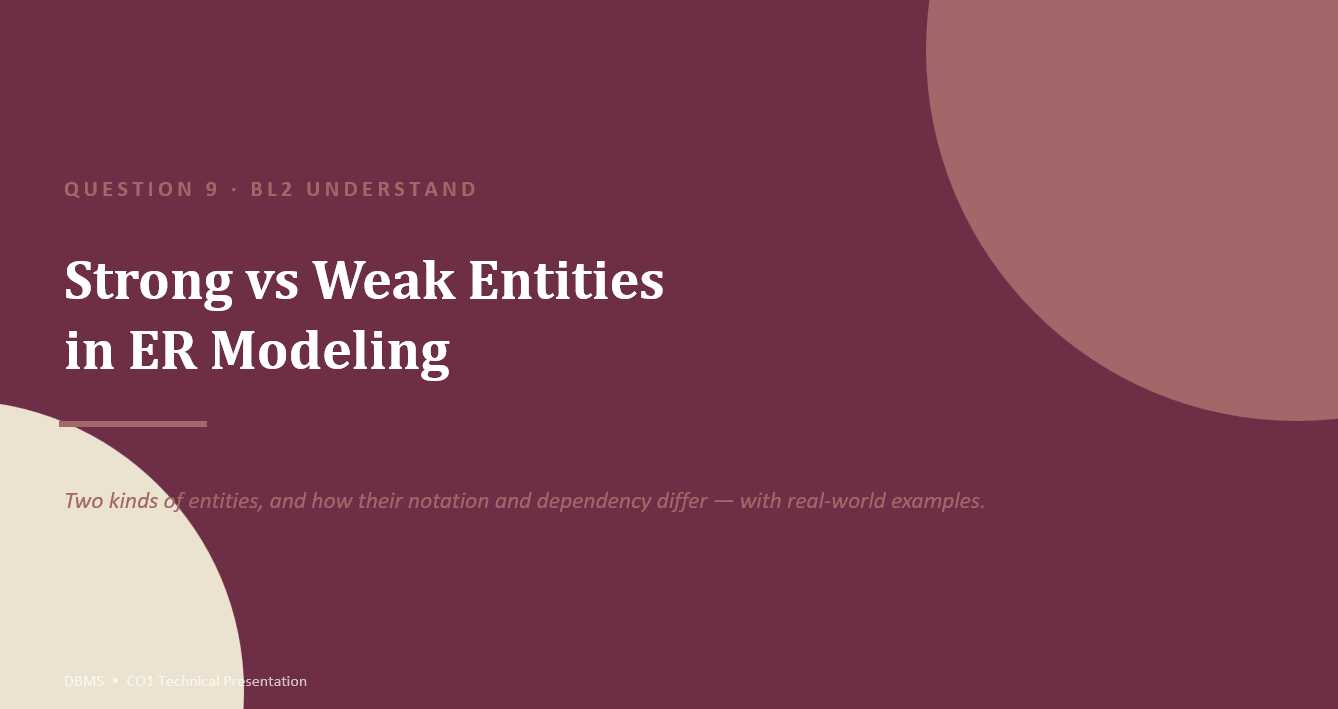 QUESTION 9 · BL2 UNDERSTAND
Strong vs Weak Entities
in ER Modeling
Two kinds of entities, and how their notation and dependency differ — with real-world examples.
DBMS • CO1 Technical Presentation